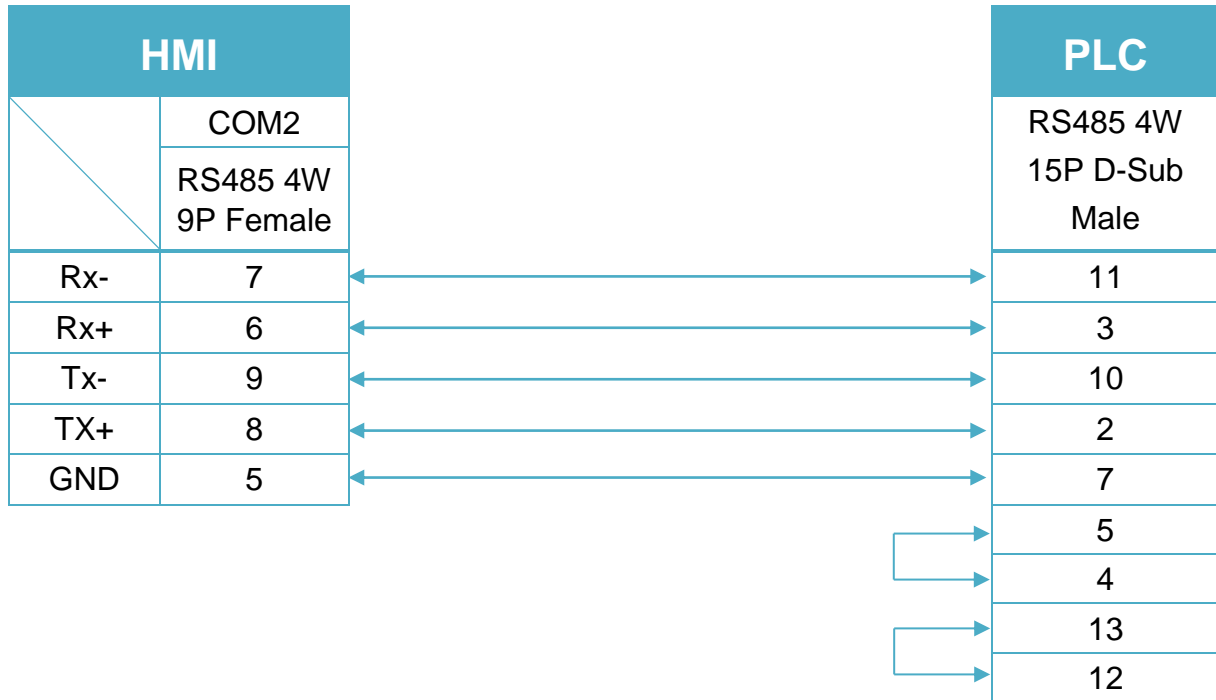 HMI
PLC
COM2
RS485 4W
9P Female
RS485 4W
15P D-Sub
Male
Rx- 7 11
Rx+ 6 3
Tx- 9 10
TX+ 8 2
GND 5 7
5
4
13
12